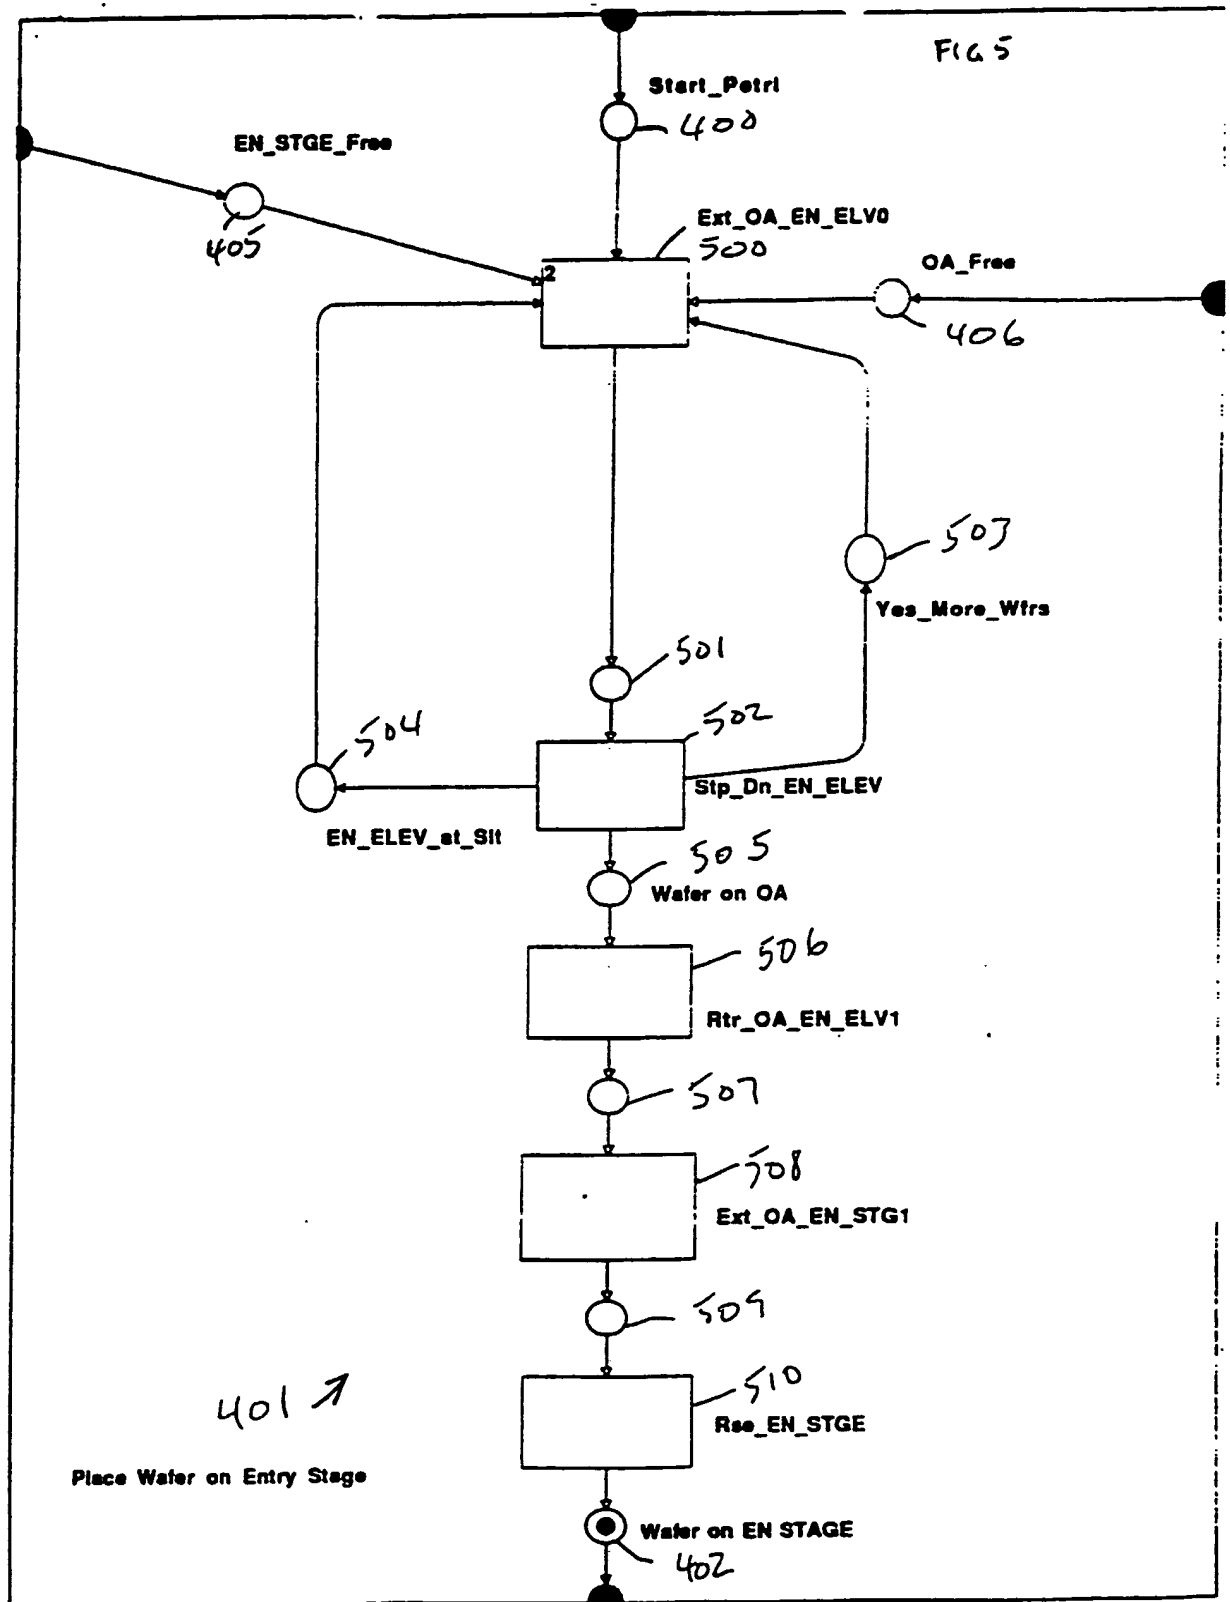 FIG 5
Start_Petri
400
EN_STGE_Free
405
Ext_OA_EN_ELV0
500
OA_Free
406
2
503
Yes_More_Wfrs
501
502
504
Stp_Dn_EN_ELEV
EN_ELEV_at_Slt
505
Wafer on OA
506
Rtr_OA_EN_ELV1
507
508
Ext_OA_EN_STG1
509
510
401
Rse_EN_STGE
Place Wafer on Entry Stage
Wafer on EN STAGE
402